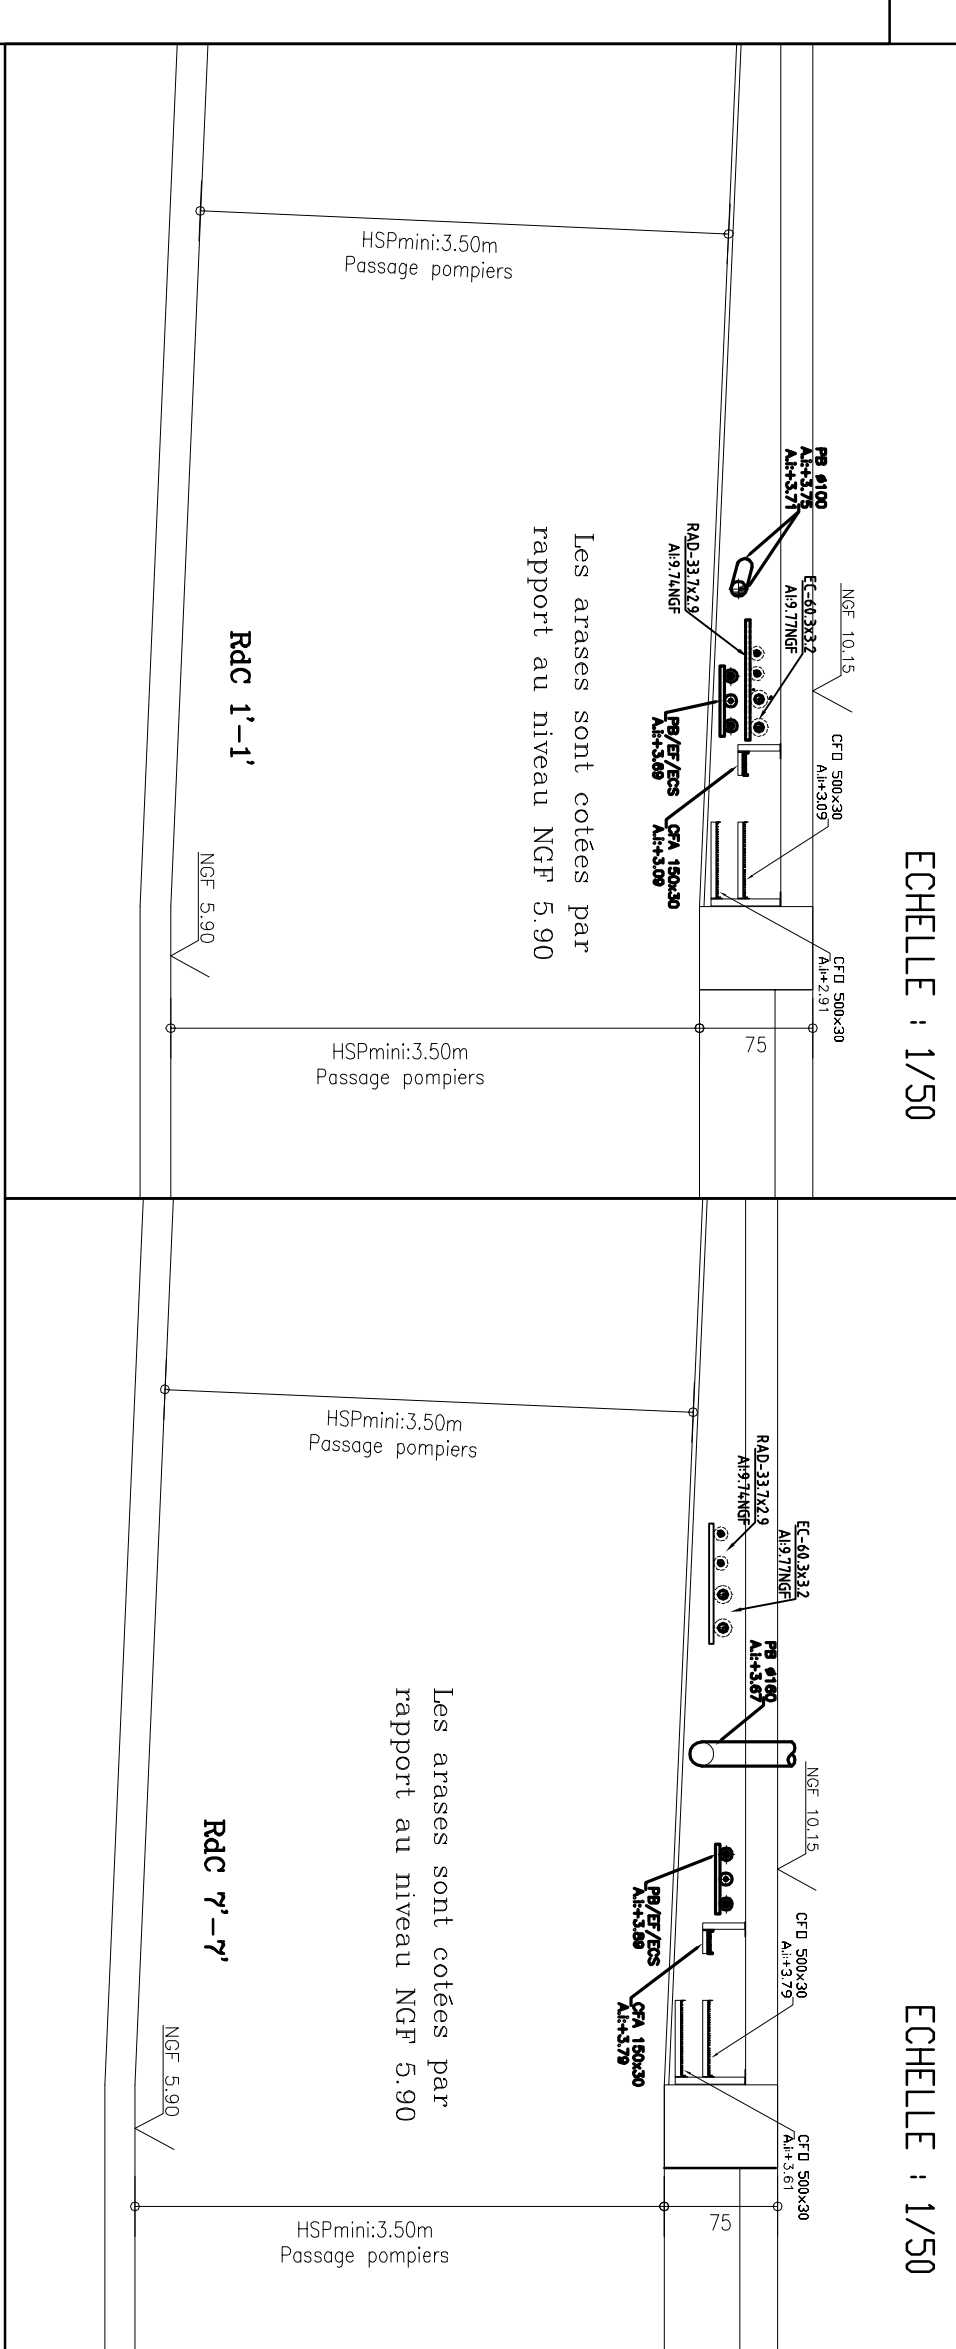 ECHELLE : 1/50
NGF 10.15
PB ø100
A.I:+3.75
A.I:+3.71
EC-60.3x3.2
AI:9.77NGF
RAD-33.7x2.9
AI:9.74NGF
CFO 500x30
A.I:+3.09
CFO 500x30
A.I:+2.91
PB/EF/ECS
A.I:+3.69
CFA 150x30
A.I:+3.09
HSPmini:3.50m
Passage pompiers
75
Les arases sont cotées par
rapport au niveau NGF 5.90
HSPmini:3.50m
Passage pompiers
RdC 1'-1'
NGF 5.90
ECHELLE : 1/50
EC-60.3x3.2
AI:9.77NGF
RAD-33.7x2.9
AI:9.74NGF
PB ø160
A.I:+3.67
NGF 10.15
CFO 500x30
A.I:+3.79
CFO 500x30
A.I:+3.61
PB/EF/ECS
A.I:+3.89
CFA 150x30
A.I:+3.79
HSPmini:3.50m
Passage pompiers
75
Les arases sont cotées par
rapport au niveau NGF 5.90
HSPmini:3.50m
Passage pompiers
RdC 7'-7'
NGF 5.90